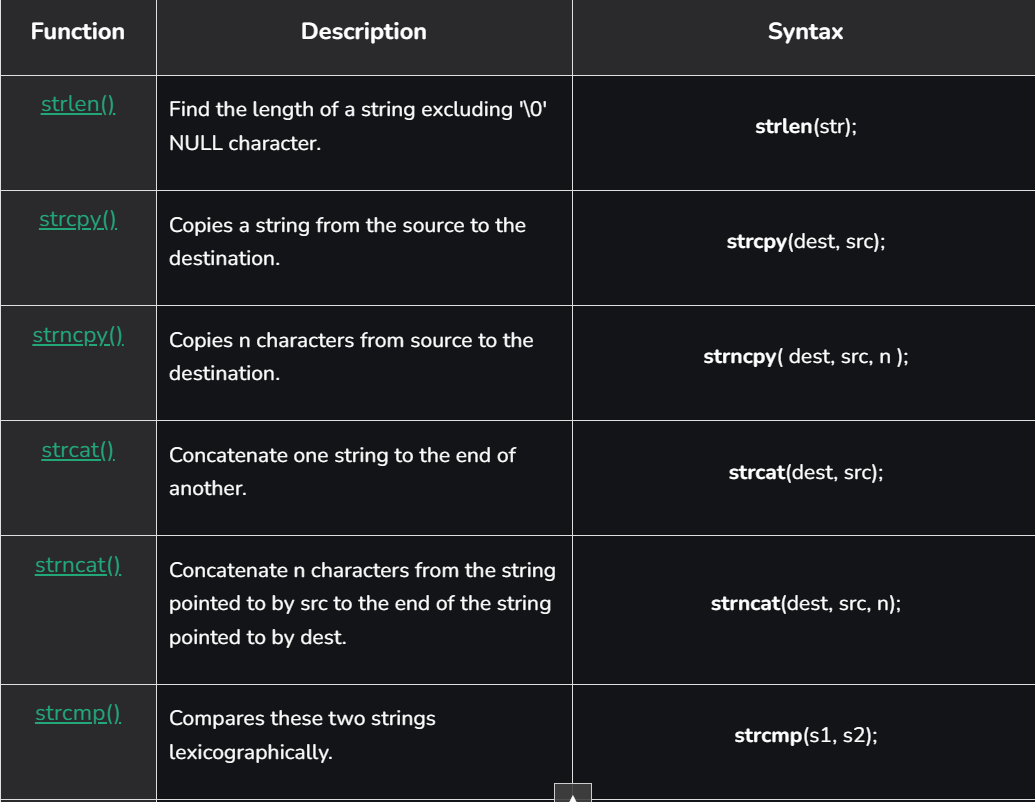 Function Description Syntax
strlen() Find the length of a string excluding '\0' strlen(str);
NULL character.
strcpy() Copies a string from the source to the strcpy(dest, src);
destination.
strncpy() Copies n characters from source to the strncpy( dest, src, n );
destination.
strcat() Concatenate one string to the end of strcat(dest, src);
another.
strncat() Concatenate n characters from the string
pointed to by src to the end of the string strncat(dest, src, n);
pointed to by dest.
strcmp() Compares these two strings strcmp(s1, s2);
lexicographically.